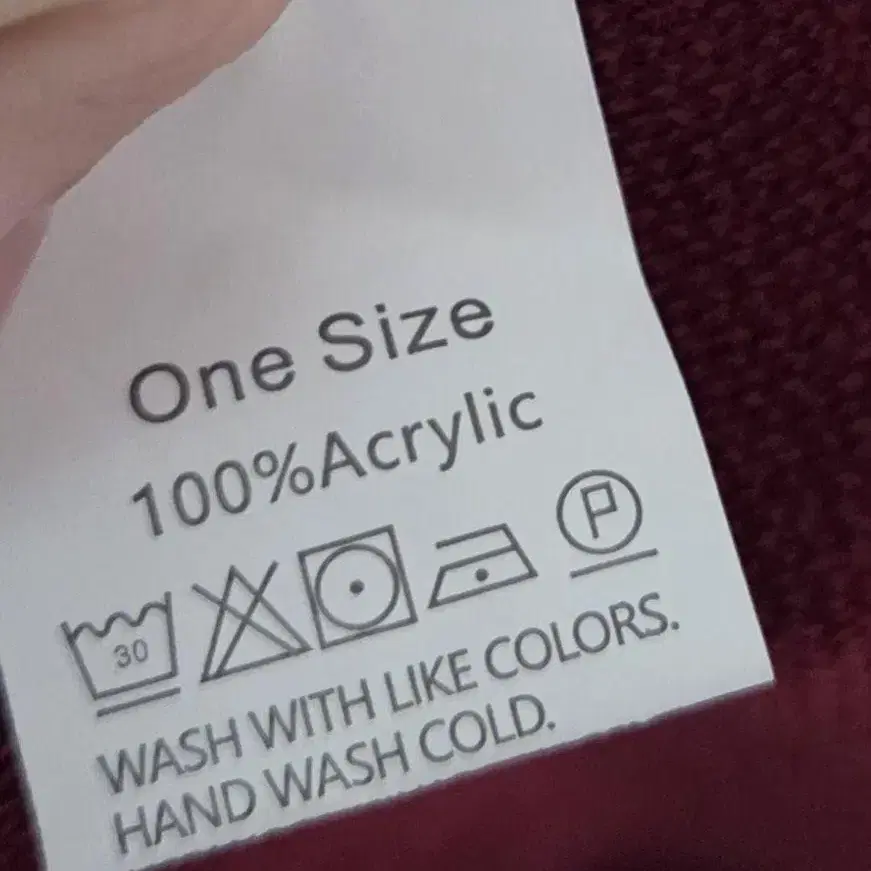 One Size
100%Acrylic
30 P
WASH WITH LIKE COLORS.
HAND WASH COLD.